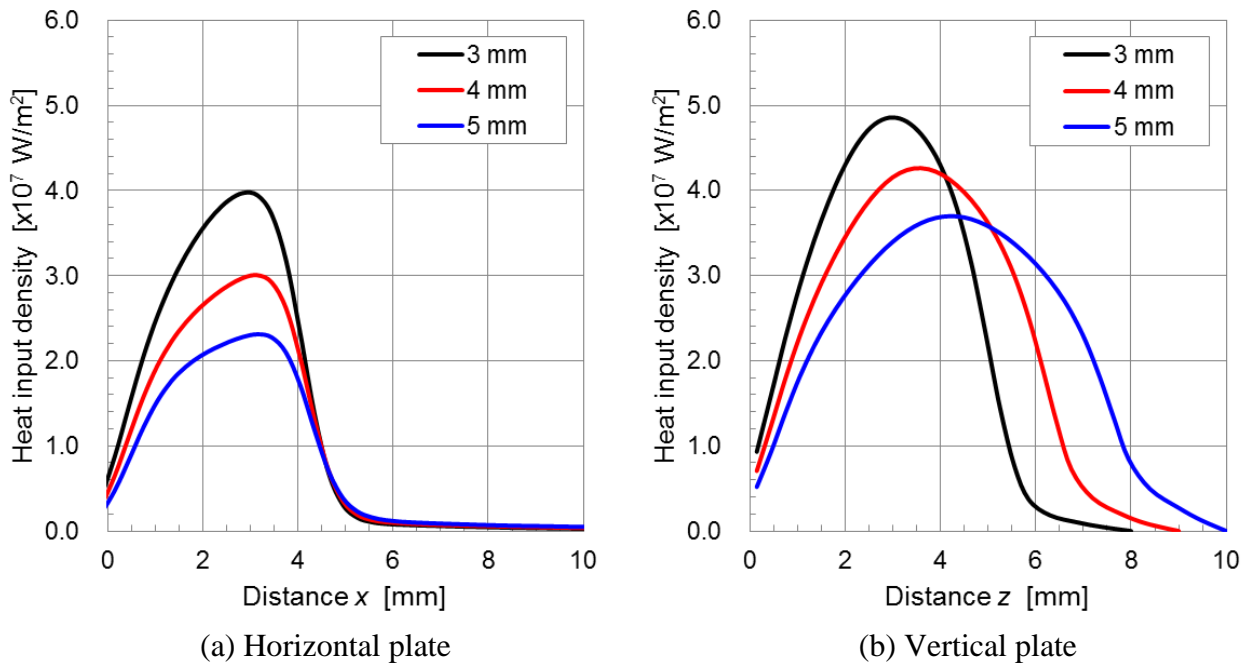 6.0
5.0
4.0
3.0
2.0
1.0
0.0
Heat input density [x10⁷ W/m²]
3 mm
4 mm
5 mm
0 2 4 6 8 10
Distance x [mm]
(a) Horizontal plate
6.0
5.0
4.0
3.0
2.0
1.0
0.0
Heat input density [x10⁷ W/m²]
3 mm
4 mm
5 mm
0 2 4 6 8 10
Distance z [mm]
(b) Vertical plate